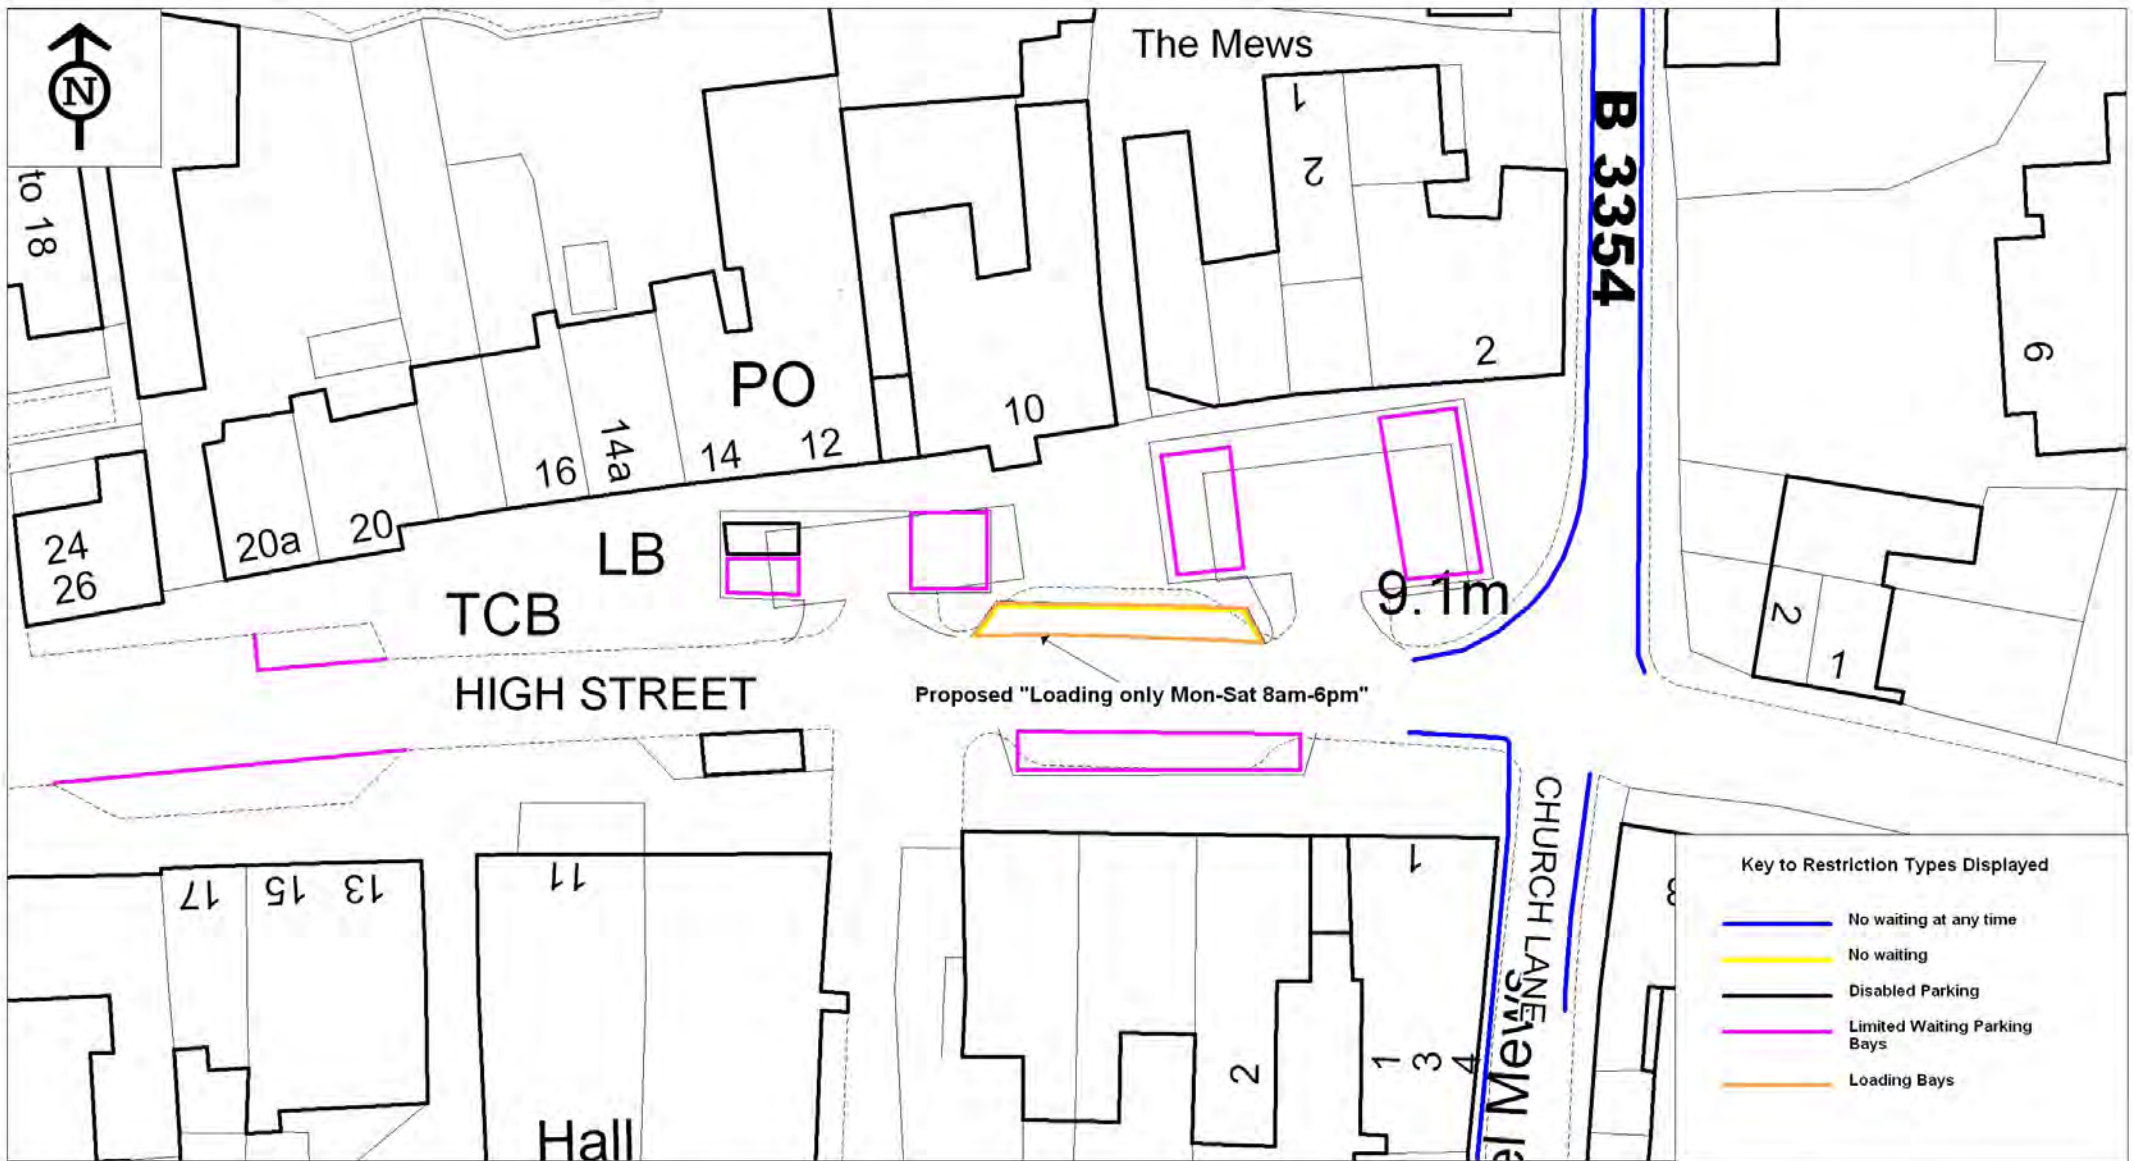 N
The Mews
1
2
B 3354
to 18
2
6
PO
10
12
14
14a
16
20
20a
24
26
LB
TCB
9.1m
2
1
HIGH STREET
Proposed "Loading only Mon-Sat 8am-6pm"
17
15
13
11
1
CHURCH LANE
2
1
3
4
el Mews
Hall
Key to Restriction Types Displayed
No waiting at any time
No waiting
Disabled Parking
Limited Waiting Parking
Bays
Loading Bays